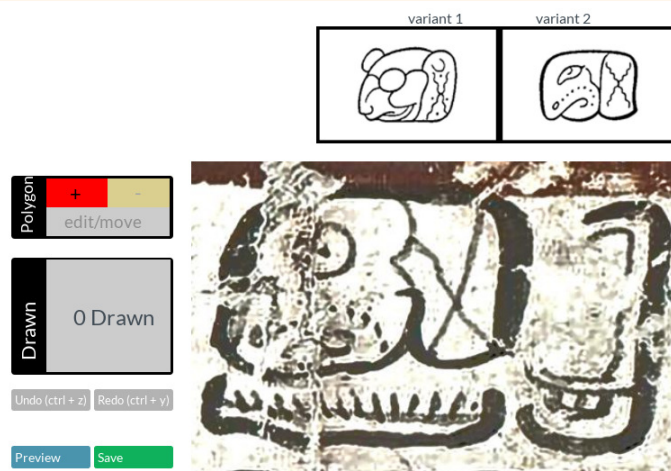 variant 1 variant 2
Polygon
+ -
edit/move
Drawn
0 Drawn
Undo (ctrl + z) Redo (ctrl + y)
Preview Save